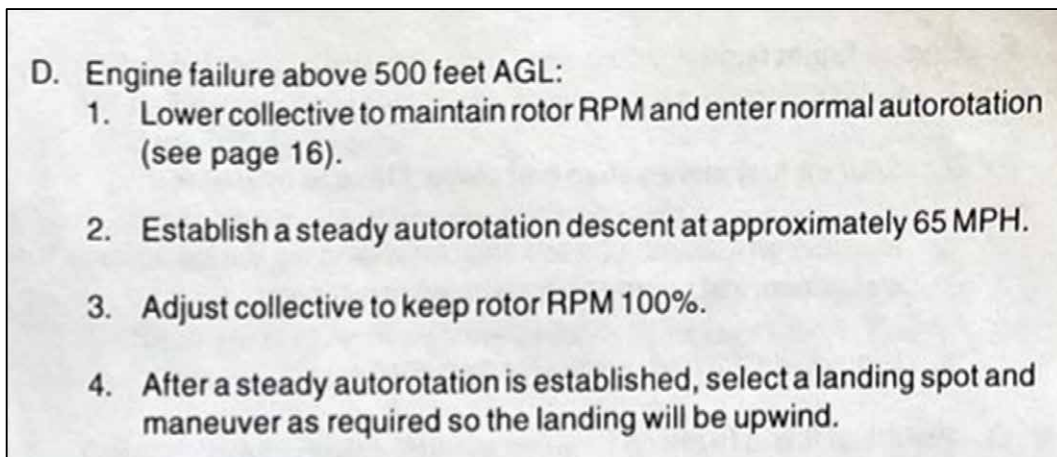 D. Engine failure above 500 feet AGL:
1. Lower collective to maintain rotor RPM and enter normal autorotation
(see page 16).
2. Establish a steady autorotation descent at approximately 65 MPH.
3. Adjust collective to keep rotor RPM 100%.
4. After a steady autorotation is established, select a landing spot and
maneuver as required so the landing will be upwind.